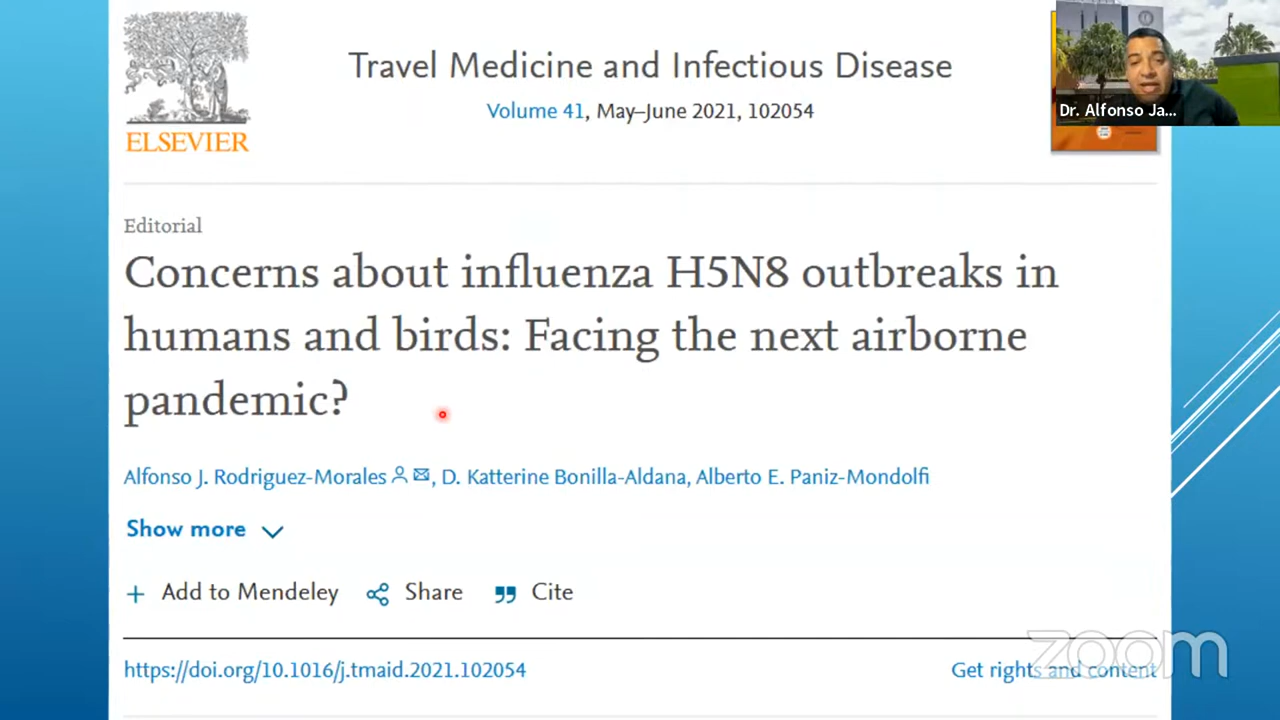 ELSEVIER
Travel Medicine and Infectious Disease
Volume 41, May–June 2021, 102054
Dr. Alfonso Ja...
Editorial
Concerns about influenza H5N8 outbreaks in
humans and birds: Facing the next airborne
pandemic?
Alfonso J. Rodriguez-Morales, D. Katterine Bonilla-Aldana, Alberto E. Paniz-Mondolfi
Show more
+ Add to Mendeley Share Cite
https://doi.org/10.1016/j.tmaid.2021.102054
Get rights and content
zoom